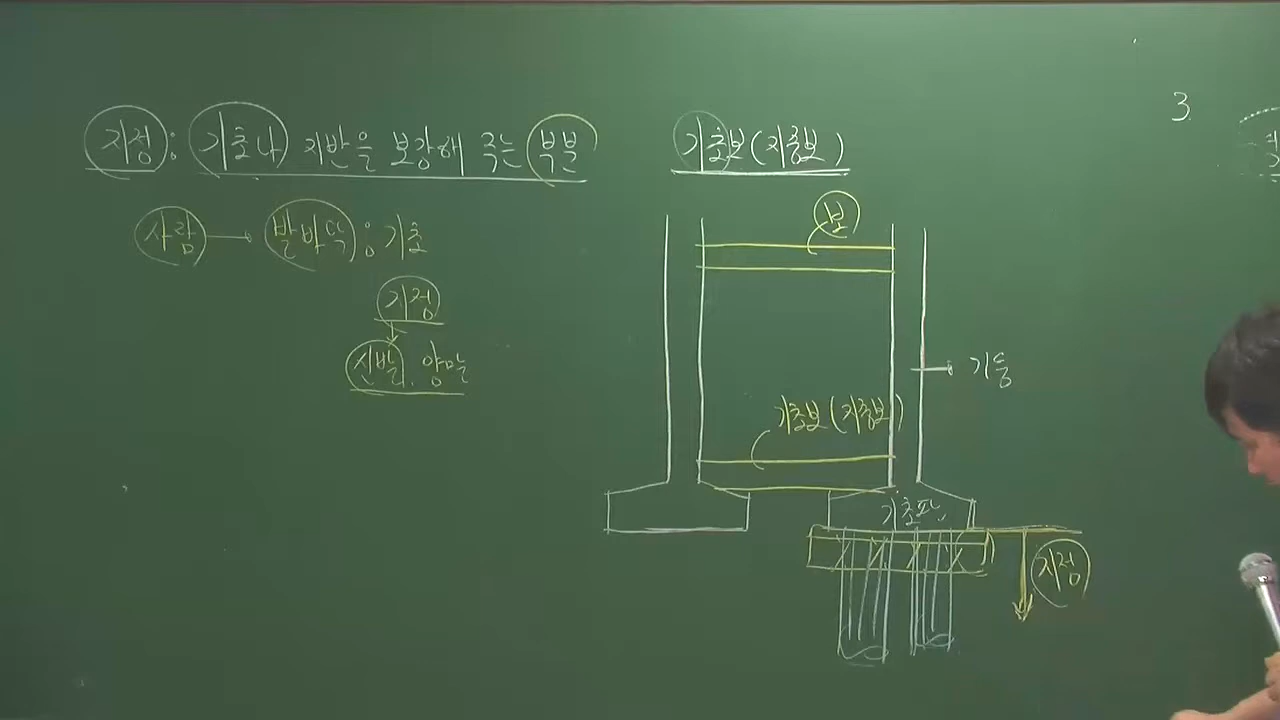 지정: 기초나 지반을 보강해 주는 부분
사람 → 발바닥 : 기초
지정
신발, 양말
기초보(지중보)
보
기둥
기초보(지중보)
기초판
지정
3